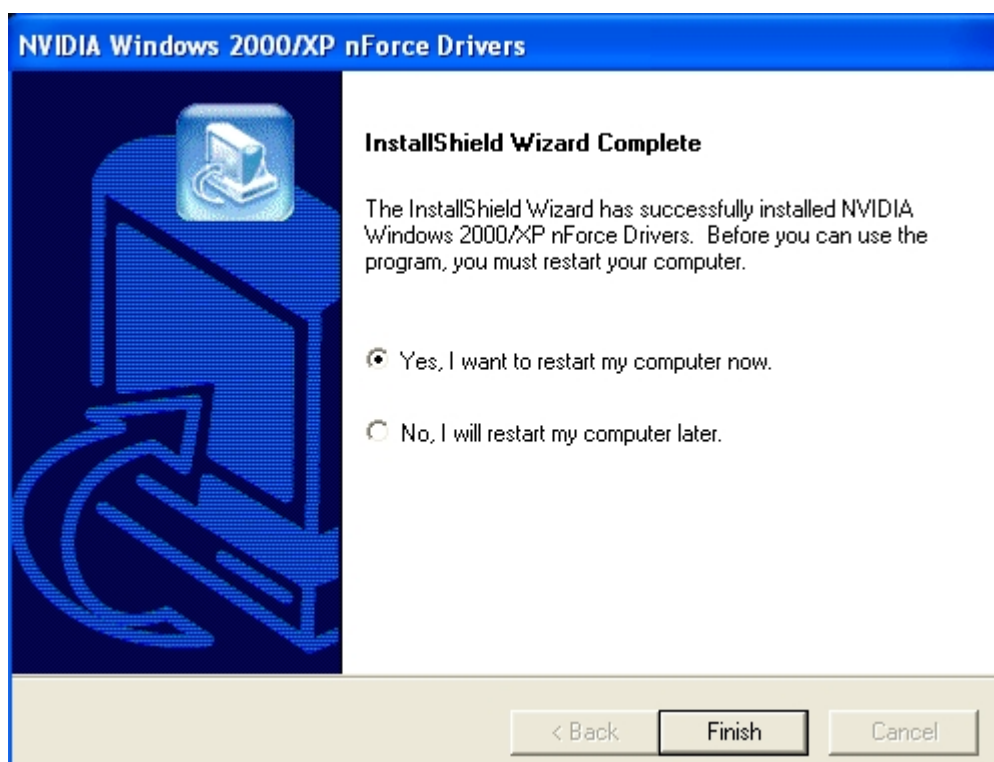 NVIDIA Windows 2000/XP nForce Drivers
InstallShield Wizard Complete
The InstallShield Wizard has successfully installed NVIDIA
Windows 2000/XP nForce Drivers.  Before you can use the
program, you must restart your computer.
Yes, I want to restart my computer now.
No, I will restart my computer later.
< Back
Finish
Cancel